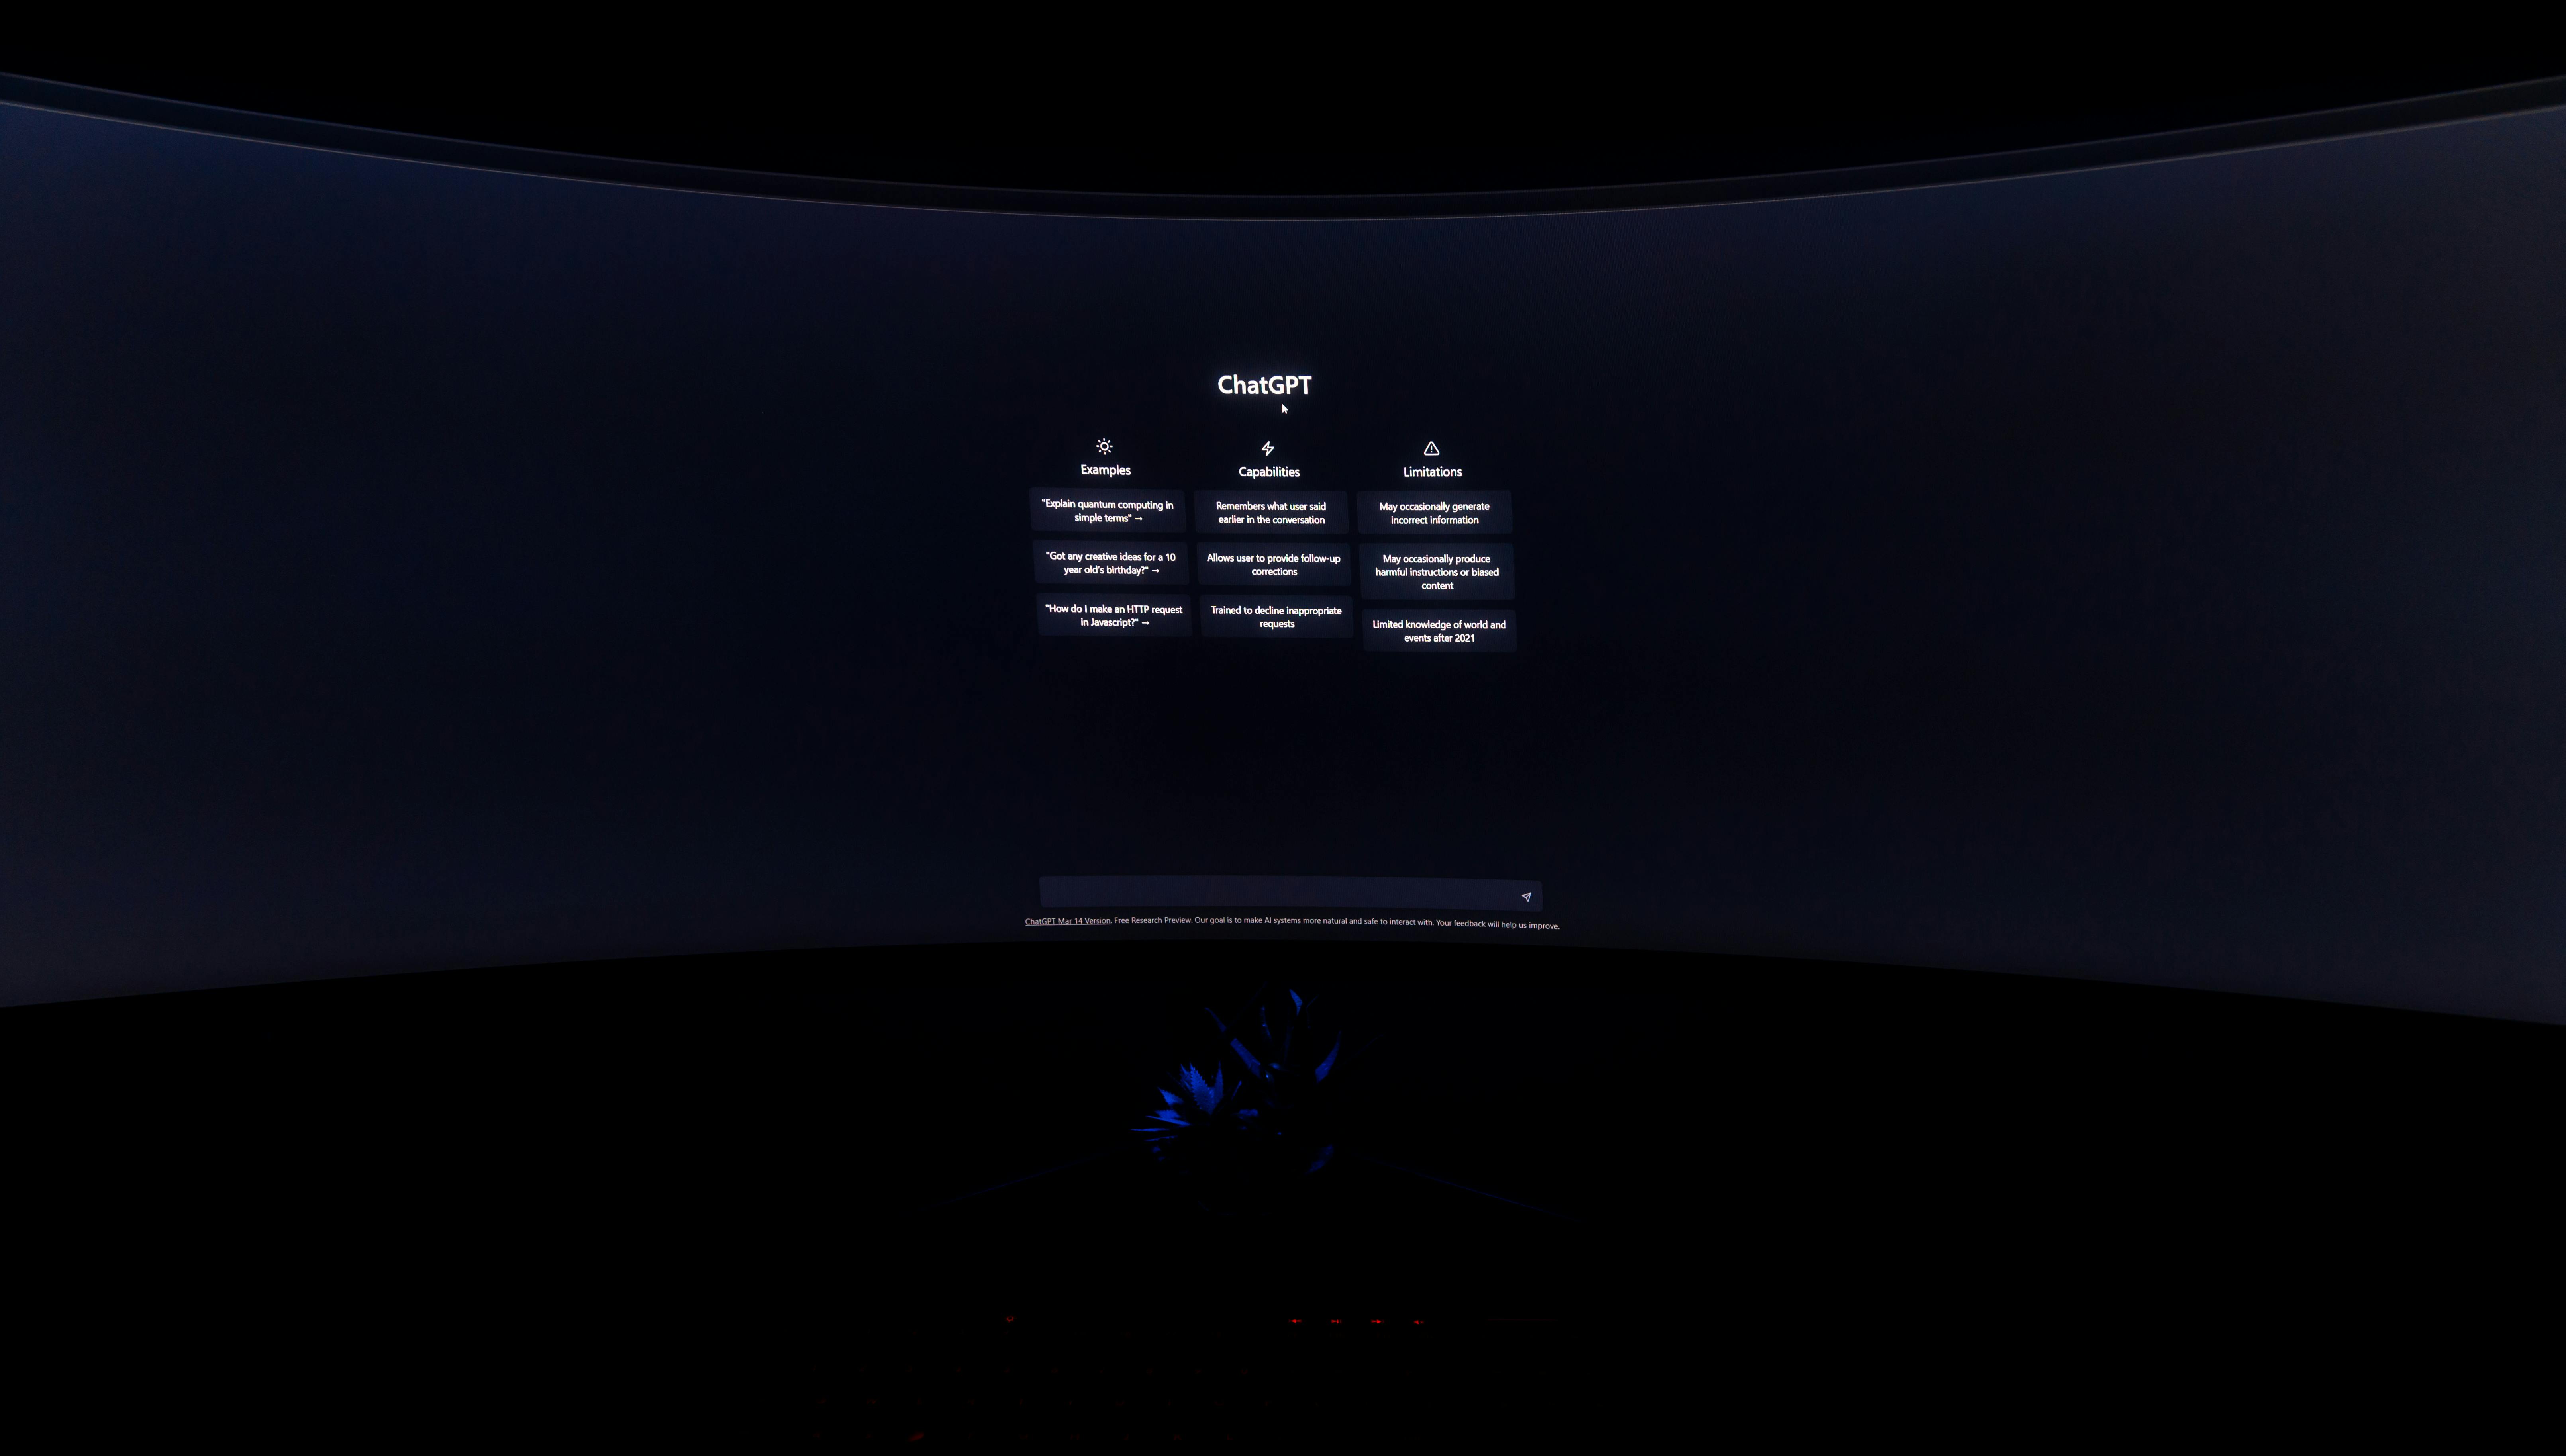 ChatGPT
Examples
"Explain quantum computing in
simple terms" →
"Got any creative ideas for a 10
year old's birthday?" →
"How do I make an HTTP request
in Javascript?" →
Capabilities
Remembers what user said
earlier in the conversation
Allows user to provide follow-up
corrections
Trained to decline inappropriate
requests
Limitations
May occasionally generate
incorrect information
May occasionally produce
harmful instructions or biased
content
Limited knowledge of world and
events after 2021
ChatGPT Mar 14 Version. Free Research Preview. Our goal is to make AI systems more natural and safe to interact with. Your feedback will help us improve.